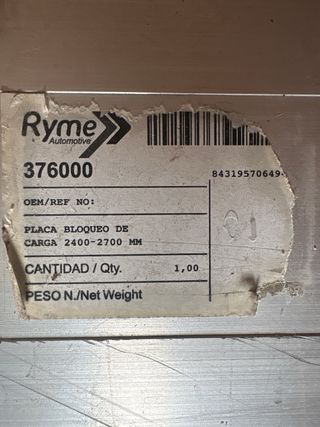 Ryme
Automotive
376000
84319570649
OEM/REF NO:
PLACA BLOQUEO DE
CARGA 2400-2700 MM
CANTIDAD / Qty. 1,00
PESO N./Net Weight